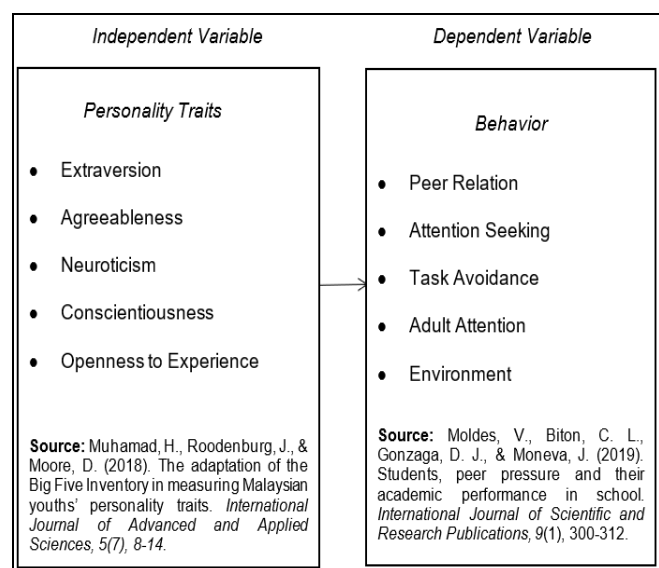 Independent Variable
Dependent Variable
Personality Traits
● Extraversion
● Agreeableness
● Neuroticism
● Conscientiousness
● Openness to Experience
Source: Muhamad, H., Roodenburg, J., &
Moore, D. (2018). The adaptation of the
Big Five Inventory in measuring Malaysian
youths' personality traits. International
Journal of Advanced and Applied
Sciences, 5(7), 8-14.
Behavior
● Peer Relation
● Attention Seeking
● Task Avoidance
● Adult Attention
● Environment
Source: Moldes, V., Biton, C. L.,
Gonzaga, D. J., & Moneva, J. (2019).
Students, peer pressure and their
academic performance in school.
International Journal of Scientific and
Research Publications, 9(1), 300-312.